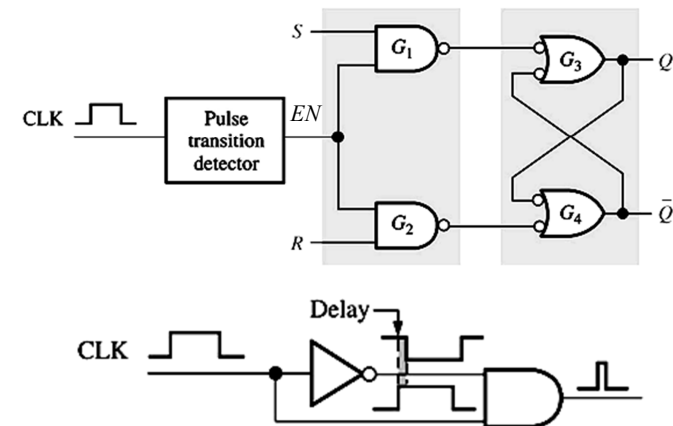 S
G₁
G₃
Q
EN
CLK
Pulse
transition
detector
G₂
G₄
Q̄
R
Delay
CLK